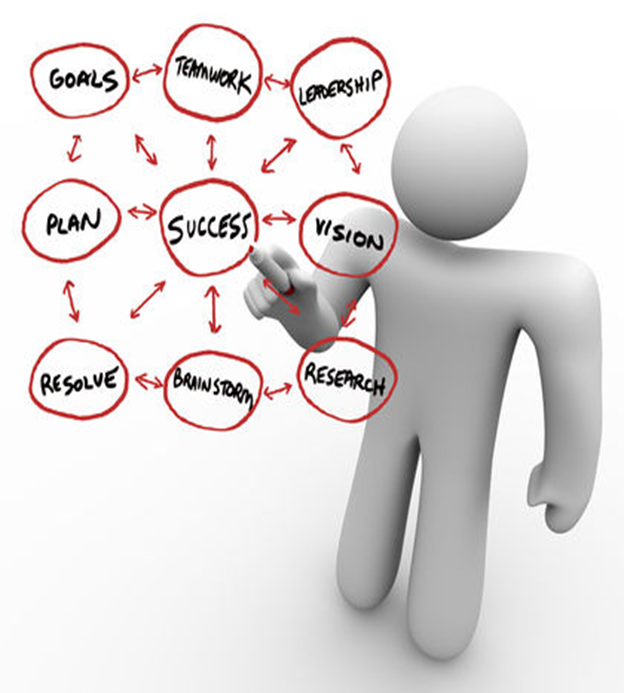 GOALS
TEAMWORK
LEADERSHIP
PLAN
SUCCESS
VISION
RESOLVE
BRAINSTORM
RESEARCH